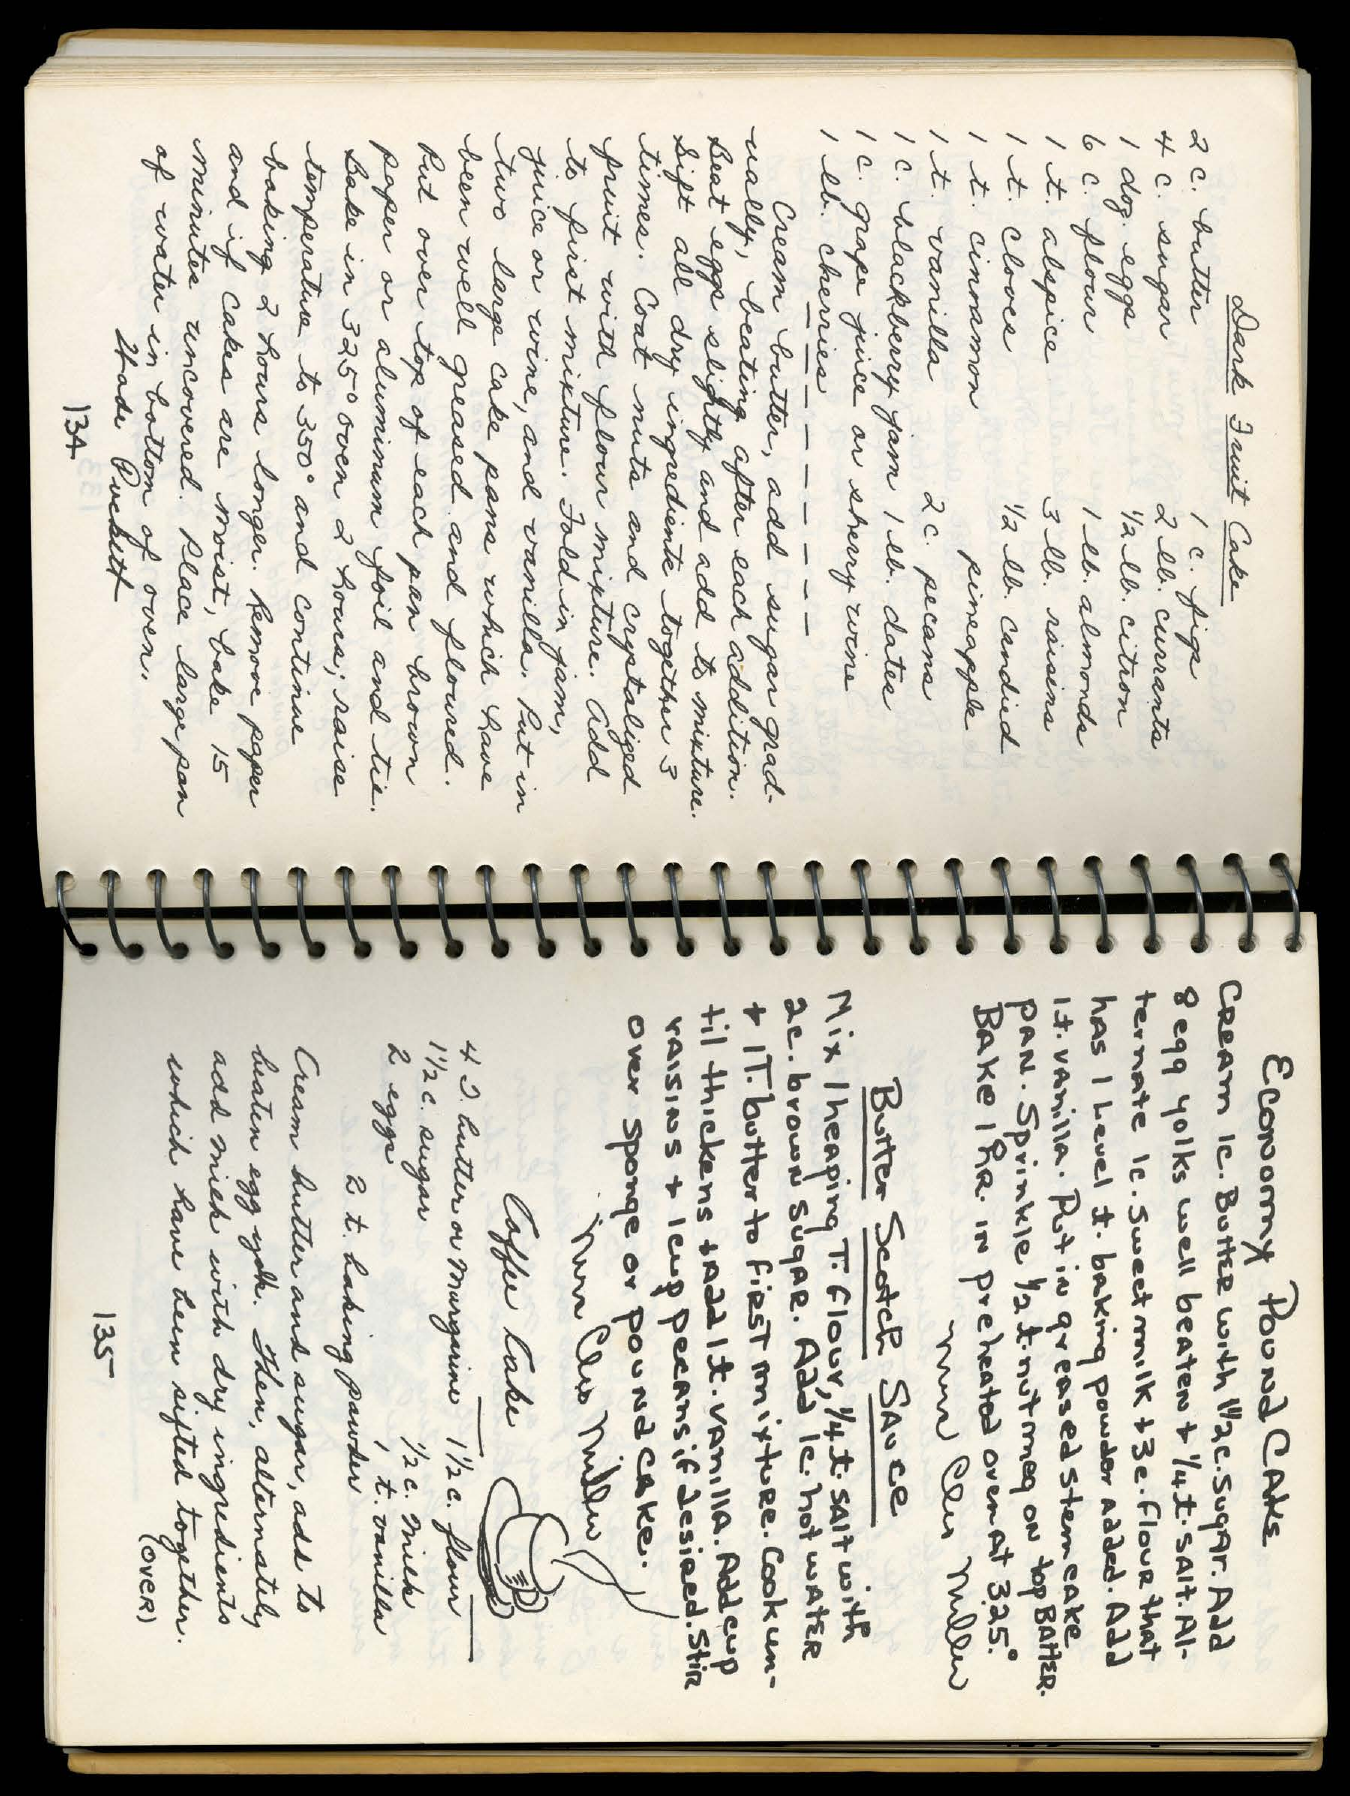 Dark Fruit Cake
2 c. butter 1 c. figs
4 c. sugar 2 lb. currants
1 doz. eggs 1/2 lb. citron
6 c. flour 1 lb. almonds
1 t. alspice 3 lb. raisins
1 t. cloves 1/2 lb. candied
1 t. cinnamon pineapple
1 t. vanilla 2 c. pecans
1 c. blackberry jam 1 lb. dates
1 c. grape juice or sherry wine
1 lb. cherries
Cream butter, add sugar grad-
ually, beating after each addition.
Beat eggs slightly and add to mixture.
Sift all dry ingredients together 3
times. Coat nuts and crystalized
fruit with flour mixture. Add
to first mixture. Fold in jam,
juice or wine, and vanilla. Put in
two large cake pans which have
been well greased and floured.
Put over top of each pan brown
paper or aluminum foil and tie.
Bake in 325° oven 2 hours; raise
temperature to 350° and continue
baking 2 hours longer. Remove paper
and if cakes are moist, bake 15
minutes uncovered. Place large pan
of water in bottom of oven.
Puckett
134
Economy Pound Cake
Cream 1c. Butter with 1 1/2 c. sugar. Add
8 egg yolks well beaten + 1/4 t. salt. Al-
ternate 1c. sweet milk + 3c. flour that
has 1 level t. baking powder added. Add
1 t. vanilla. Put in greased stem cake
pan. Sprinkle 1/2 t. nutmeg on top batter.
Bake 1 hr. in preheated oven at 325°.
Mrs. Cleo Miller
Butter Scotch Sauce
Mix 1 heaping T. flour, 1/4 t. salt with
2c. brown sugar. Add 1c. hot water
+ 1T. butter to first mixture. Cook un-
til thickens + add 1 t. vanilla. Add cup
raisins + 1 cup pecans if desired. Stir
over sponge or pound cake.
Mrs. Cleo Miller
Coffee Cake
4 T. butter or margarine 1 1/2 c. flour
1 1/2 c. sugar 1/2 c. milk
2 eggs 1 t. vanilla
2 t. baking powder
Cream butter and sugar, add to
beaten egg yolk. Then, alternately
add milk with dry ingredients
which have been sifted together.
(over)
135